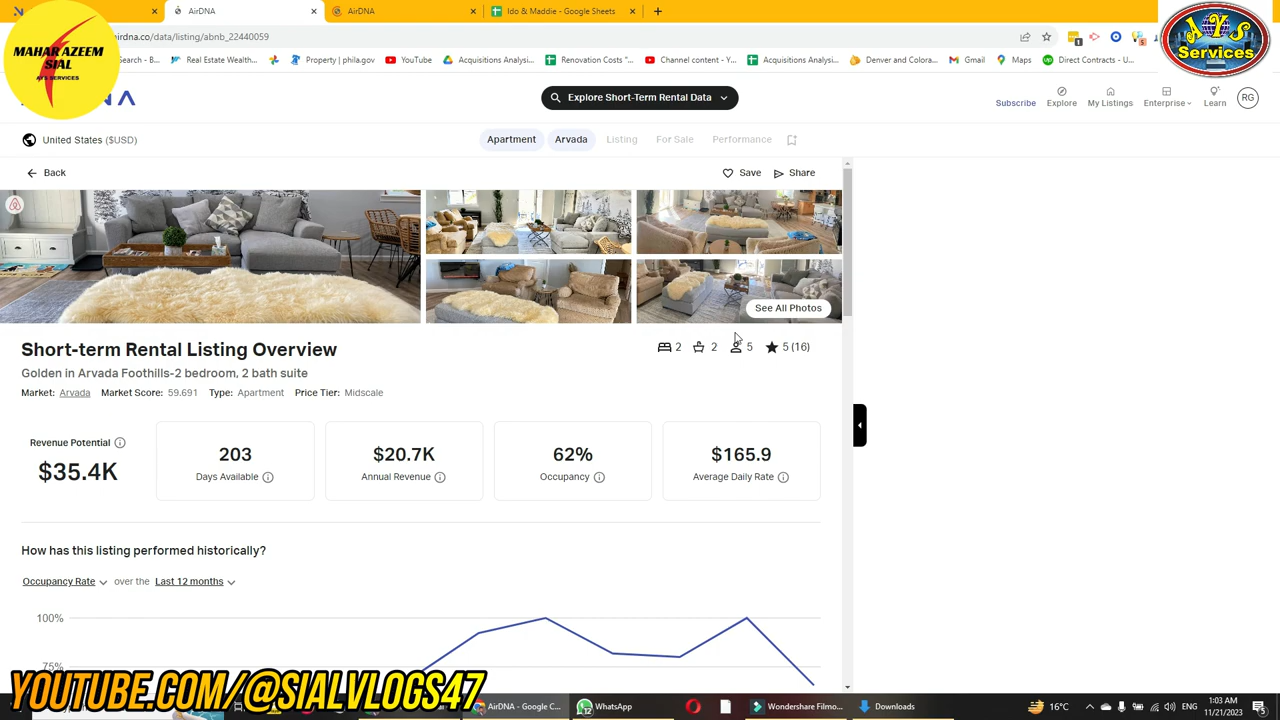 AirDNA
AirDNA
Ido & Maddie - Google Sheets
MAHAR AZEEM
SIAL
AYS SERVICES
airdna.co/data/listing/abnb_22440059
AYS
Services
Search - B...
Real Estate Wealth...
Property | phila.gov
YouTube
Acquisitions Analysi...
Renovation Costs "...
Channel content - Y...
Acquisitions Analysi...
Denver and Colora...
Gmail
Maps
Direct Contracts - U...
Explore Short-Term Rental Data
Subscribe
Explore
My Listings
Enterprise
Learn
RG
United States ($USD)
Apartment
Arvada
Listing
For Sale
Performance
Back
Save
Share
See All Photos
Short-term Rental Listing Overview
2
2
5
5 (16)
Golden in Arvada Foothills-2 bedroom, 2 bath suite
Market: Arvada Market Score: 59.691 Type: Apartment Price Tier: Midscale
Revenue Potential
$35.4K
203
Days Available
$20.7K
Annual Revenue
62%
Occupancy
$165.9
Average Daily Rate
How has this listing performed historically?
Occupancy Rate over the Last 12 months
100%
75%
YOUTUBE.COM/@SIALVLOGS47
AirDNA - Google C...
12
WhatsApp
Wondershare Filmo...
Downloads
16°C
1:03 AM
11/21/2023